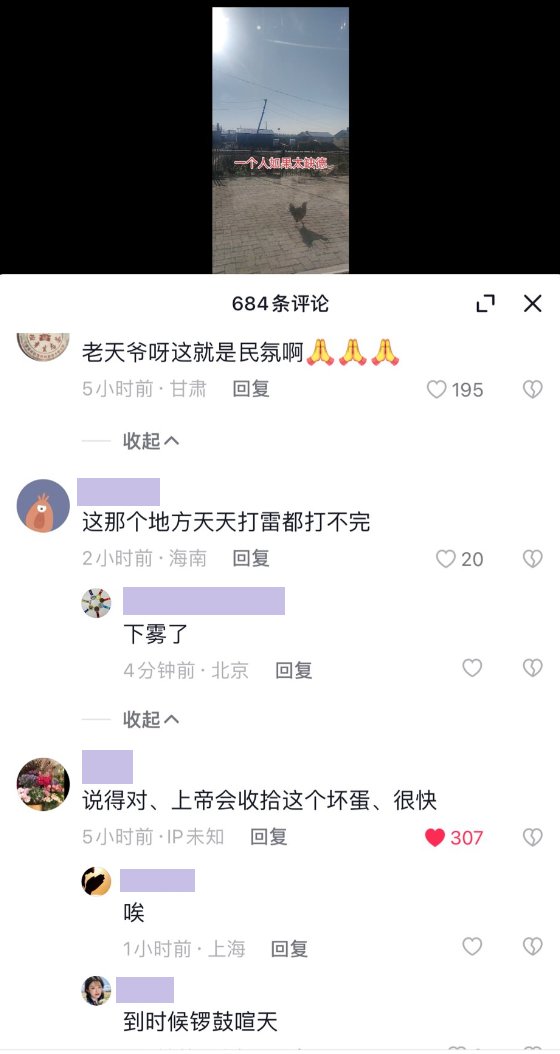 一个人如果太缺德
684条评论
老天爷呀这就是民氛啊🙏🙏🙏
5小时前·甘肃 回复 195
收起
这那个地方天天打雷都打不完
2小时前·海南 回复 20
下雾了
4分钟前·北京 回复
收起
说得对、上帝会收拾这个坏蛋、很快
5小时前·IP未知 回复 307
唉
1小时前·上海 回复
到时候锣鼓喧天